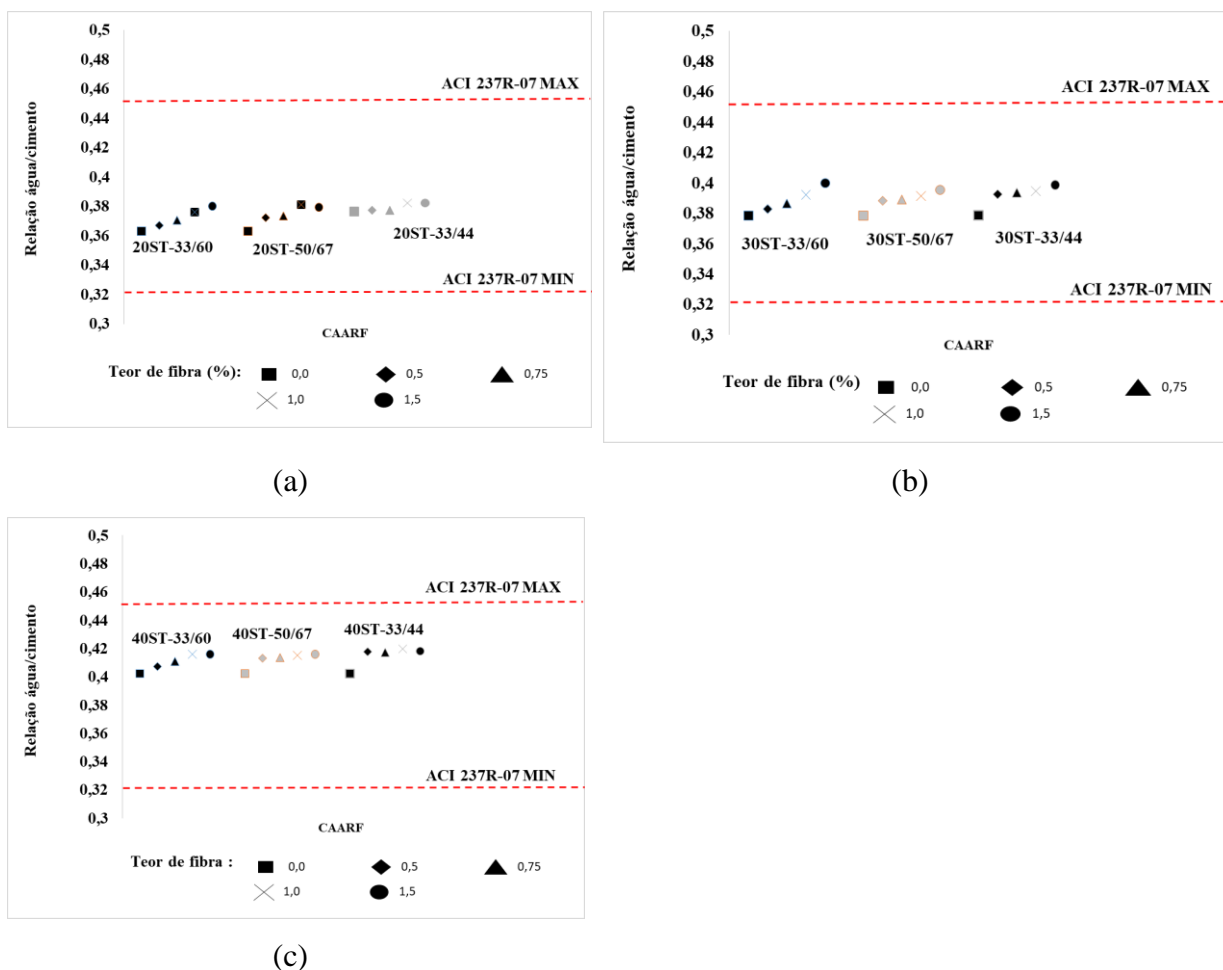 0,5
0,48
0,46
0,44
0,42
0,4
0,38
0,36
0,34
0,32
0,3
Relação água/cimento
ACI 237R-07 MAX
20ST-33/60
20ST-50/67
20ST-33/44
ACI 237R-07 MIN
CAARF
Teor de fibra (%): 0,0 0,5 0,75
1,0 1,5
(a)
0,5
0,48
0,46
0,44
0,42
0,4
0,38
0,36
0,34
0,32
0,3
Relação água/cimento
ACI 237R-07 MAX
30ST-33/60
30ST-50/67
30ST-33/44
ACI 237R-07 MIN
CAARF
Teor de fibra (%) 0,0 0,5 0,75
1,0 1,5
(b)
0,5
0,48
0,46
0,44
0,42
0,4
0,38
0,36
0,34
0,32
0,3
Relação água/cimento
ACI 237R-07 MAX
40ST-33/60
40ST-50/67
40ST-33/44
ACI 237R-07 MIN
CAARF
Teor de fibra : 0,0 0,5 0,75
1,0 1,5
(c)